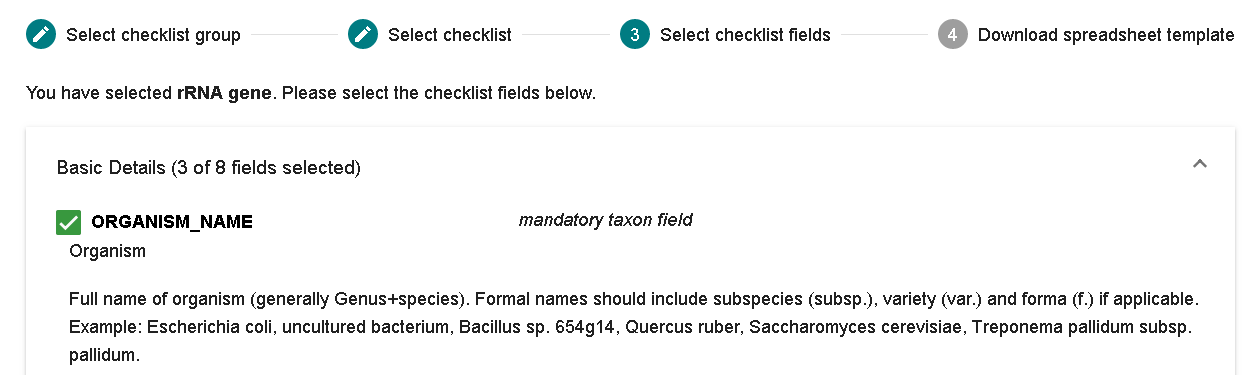 Select checklist group
Select checklist
3 Select checklist fields
4 Download spreadsheet template
You have selected rRNA gene. Please select the checklist fields below.
Basic Details (3 of 8 fields selected)
ORGANISM_NAME
mandatory taxon field
Organism
Full name of organism (generally Genus+species). Formal names should include subspecies (subsp.), variety (var.) and forma (f.) if applicable.
Example: Escherichia coli, uncultured bacterium, Bacillus sp. 654g14, Quercus ruber, Saccharomyces cerevisiae, Treponema pallidum subsp.
pallidum.